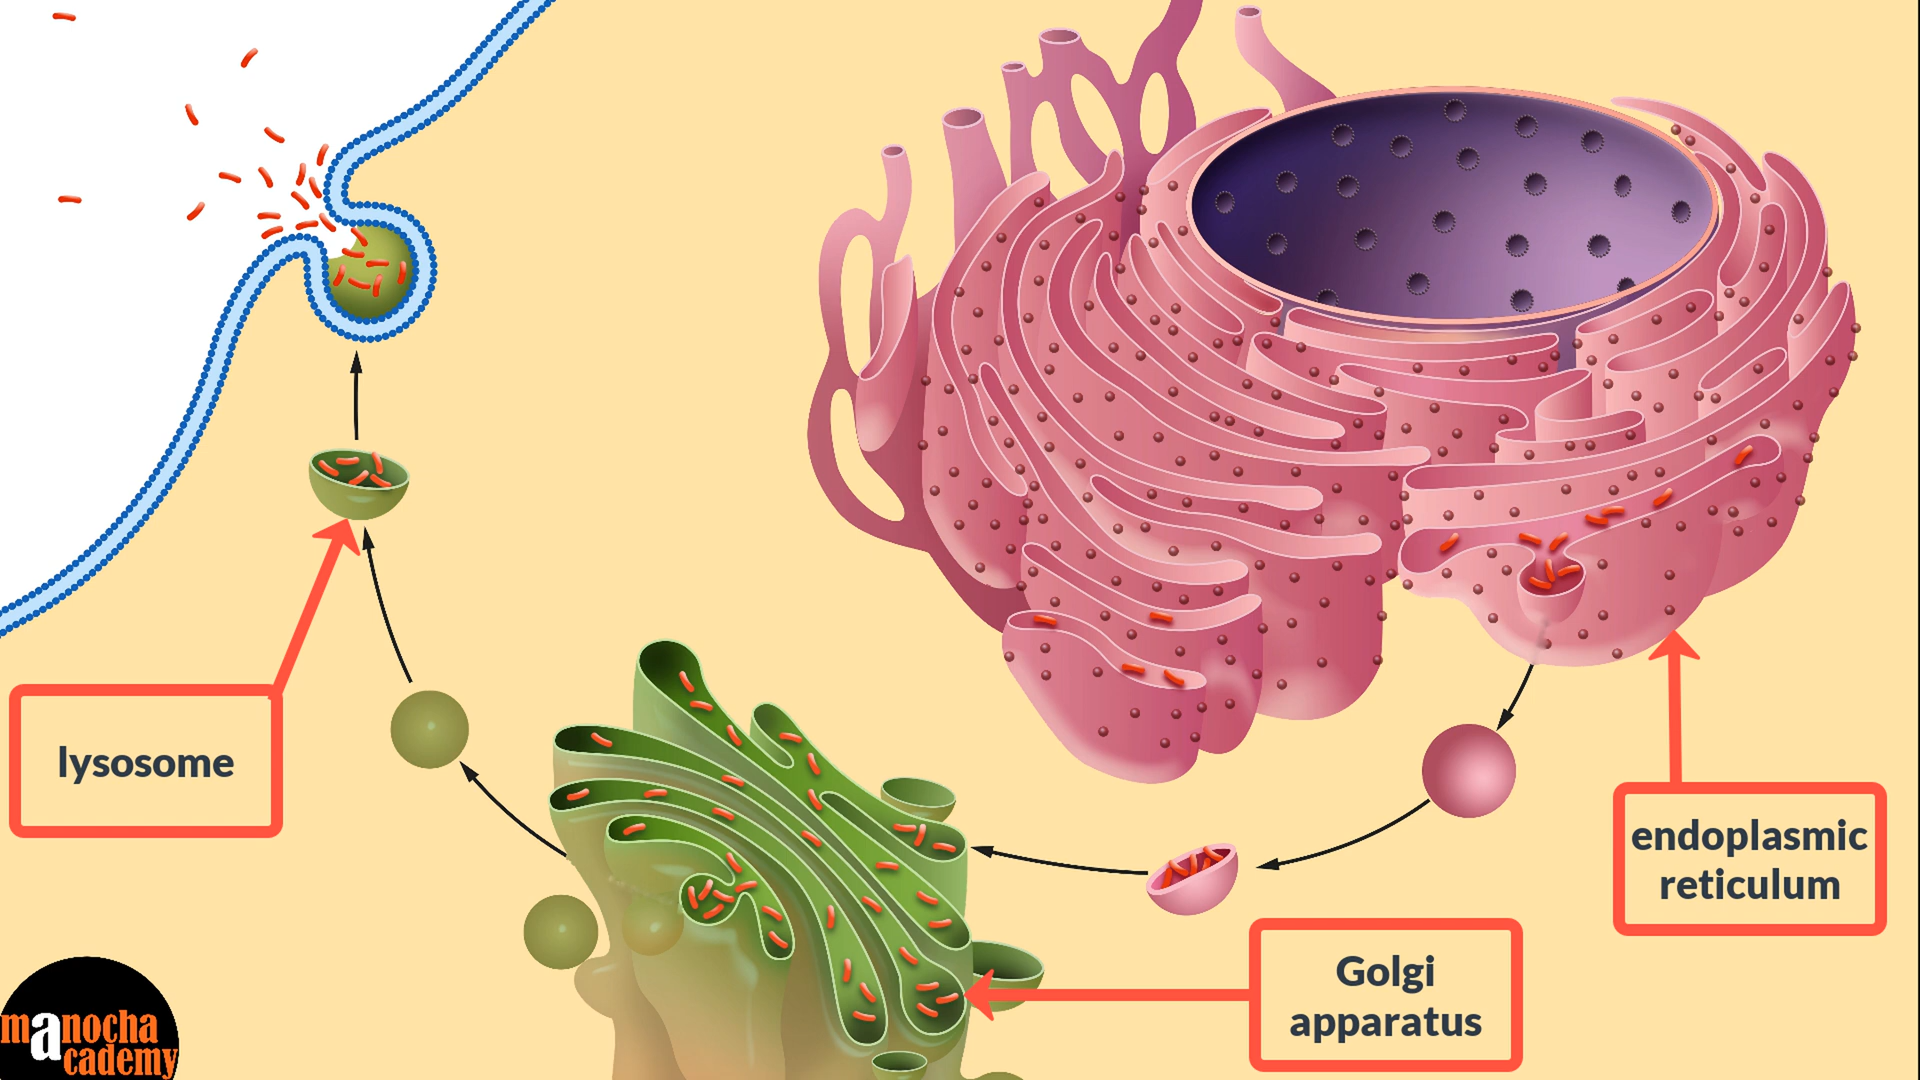 lysosome
endoplasmic
reticulum
Golgi
apparatus
manocha
academy